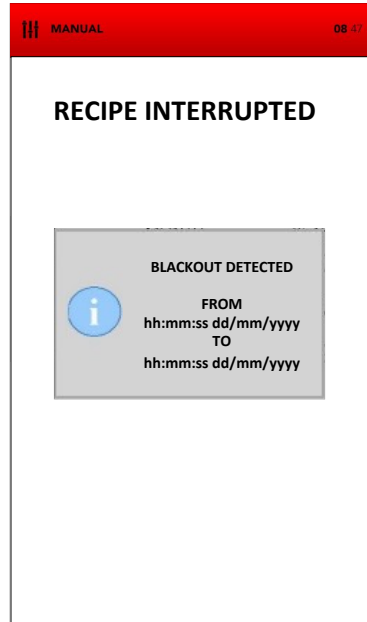 MANUAL 08:47
RECIPE INTERRUPTED
BLACKOUT DETECTED
FROM
hh:mm:ss dd/mm/yyyy
TO
hh:mm:ss dd/mm/yyyy